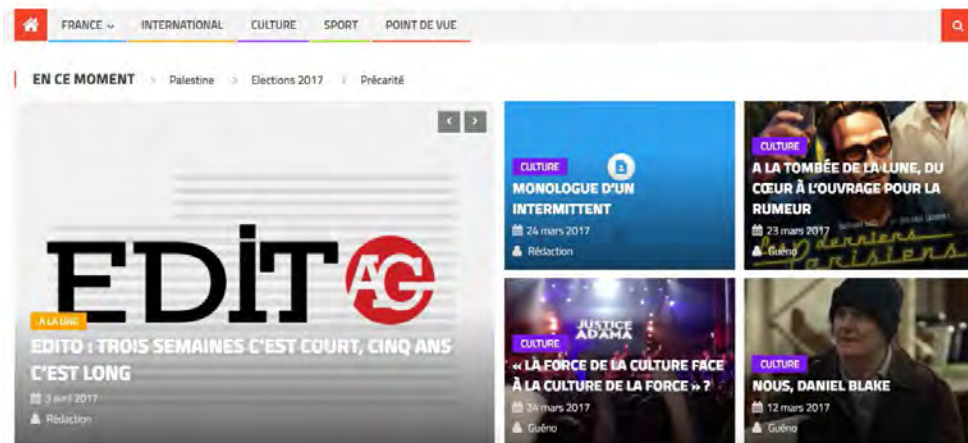 FRANCE
INTERNATIONAL
CULTURE
SPORT
POINT DE VUE
EN CE MOMENT
Palestine
Elections 2017
Précarité
EDiT
AG
A LA UNE
EDITO : TROIS SEMAINES C'EST COURT, CINQ ANS
C'EST LONG
3 avril 2017
Rédaction
CULTURE
MONOLOGUE D'UN
INTERMITTENT
24 mars 2017
Rédaction
CULTURE
A LA TOMBÉE DE LA LUNE, DU
CŒUR À L'OUVRAGE POUR LA
RUMEUR
23 mars 2017
Guéno
Les derniers
Parisiens
JUSTICE
ADAMA
CULTURE
« LA FORCE DE LA CULTURE FACE
À LA CULTURE DE LA FORCE » ?
24 mars 2017
Guéno
CULTURE
NOUS, DANIEL BLAKE
12 mars 2017
Guéno